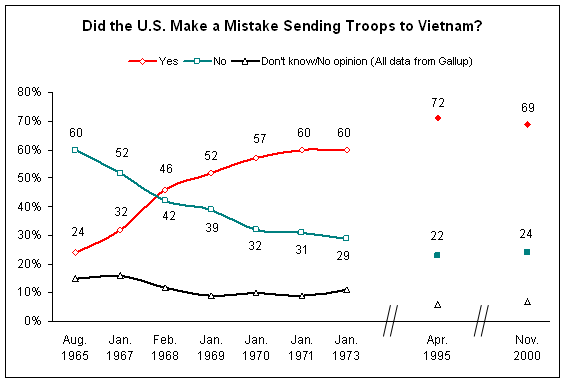 Did the U.S. Make a Mistake Sending Troops to Vietnam?
Yes No Don't know/No opinion (All data from Gallup)
80%
70%
60%
50%
40%
30%
20%
10%
0%
60 52 46 52 57 60 60 72 69
24 32 42 39 32 31 29 22 24
Aug. Jan. Feb. Jan. Jan. Jan. Jan. Apr. Nov.
1965 1967 1968 1969 1970 1971 1973 1995 2000